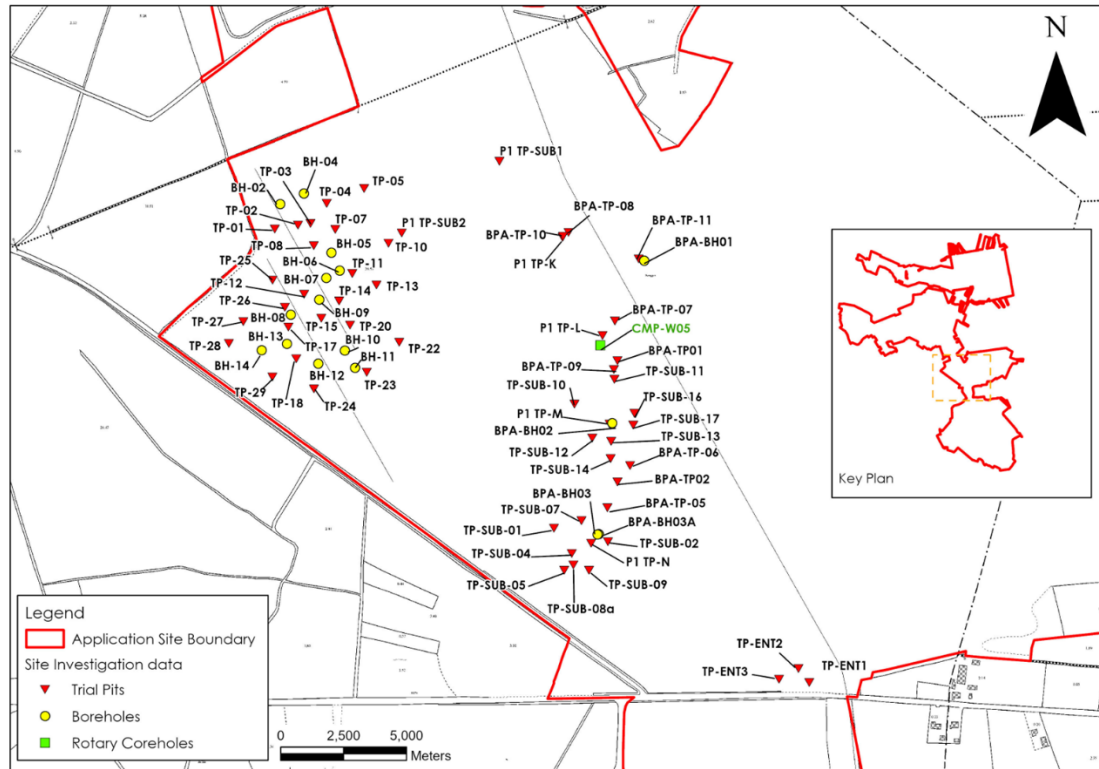 N
P1 TP-SUB1
BH-04
TP-03
TP-05
BH-02
TP-04
TP-02
TP-07
P1 TP-SUB2
TP-01
TP-08
BH-05
TP-10
BH-06
TP-11
TP-25
BH-07
TP-13
TP-12
TP-14
TP-26
BH-09
TP-27
BH-08
TP-15
TP-20
TP-28
BH-13
TP-17
BH-10
TP-22
BH-14
BH-11
BH-12
TP-23
TP-29
TP-18
TP-24
BPA-TP-08
BPA-TP-10
P1 TP-K
BPA-TP-11
BPA-BH01
BPA-TP-07
P1 TP-L
CMP-W05
BPA-TP01
BPA-TP-09
TP-SUB-11
TP-SUB-10
TP-SUB-16
P1 TP-M
TP-SUB-17
BPA-BH02
TP-SUB-13
TP-SUB-12
BPA-TP-06
TP-SUB-14
BPA-TP02
BPA-BH03
BPA-TP-05
TP-SUB-07
BPA-BH03A
TP-SUB-01
TP-SUB-02
TP-SUB-04
P1 TP-N
TP-SUB-05
TP-SUB-09
TP-SUB-08a
TP-ENT2
TP-ENT1
TP-ENT3
Key Plan
Legend
Application Site Boundary
Site Investigation data
Trial Pits
Boreholes
Rotary Coreholes
0 2,500 5,000
Meters